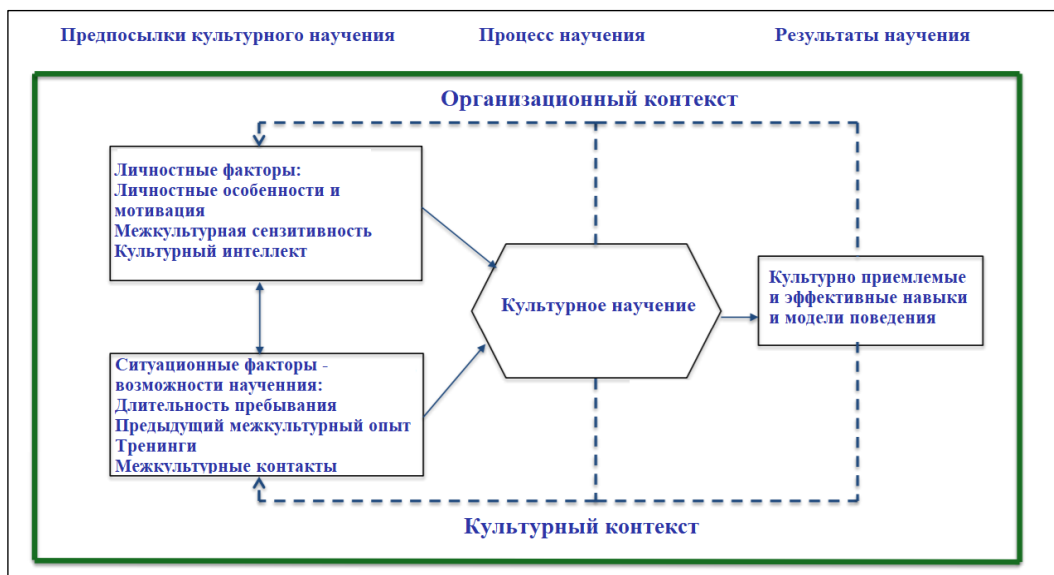 Предпосылки культурного научения
Процесс научения
Результаты научения
Организационный контекст
Личностные факторы:
Личностные особенности и
мотивация
Межкультурная сензитивность
Культурный интеллект
Культурное научение
Культурно приемлемые
и эффективные навыки
и модели поведения
Ситуационные факторы -
возможности научнния:
Длительность пребывания
Предыдущий межкультурный опыт
Тренинги
Межкультурные контакты
Культурный контекст